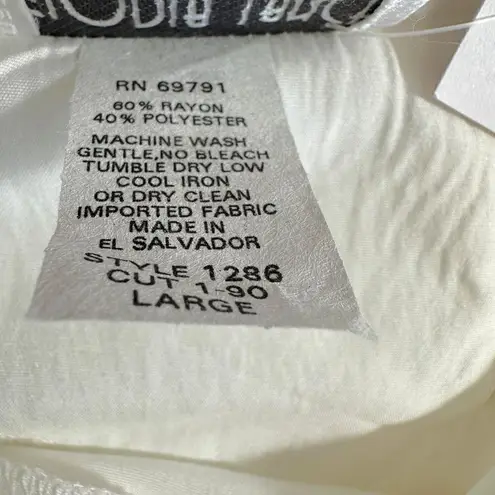 RN 69791
60% RAYON
40% POLYESTER
MACHINE WASH
GENTLE,NO BLEACH
TUMBLE DRY LOW
COOL IRON
OR DRY CLEAN
IMPORTED FABRIC
MADE IN
EL SALVADOR
STYLE 1286
CUT 1-90
LARGE